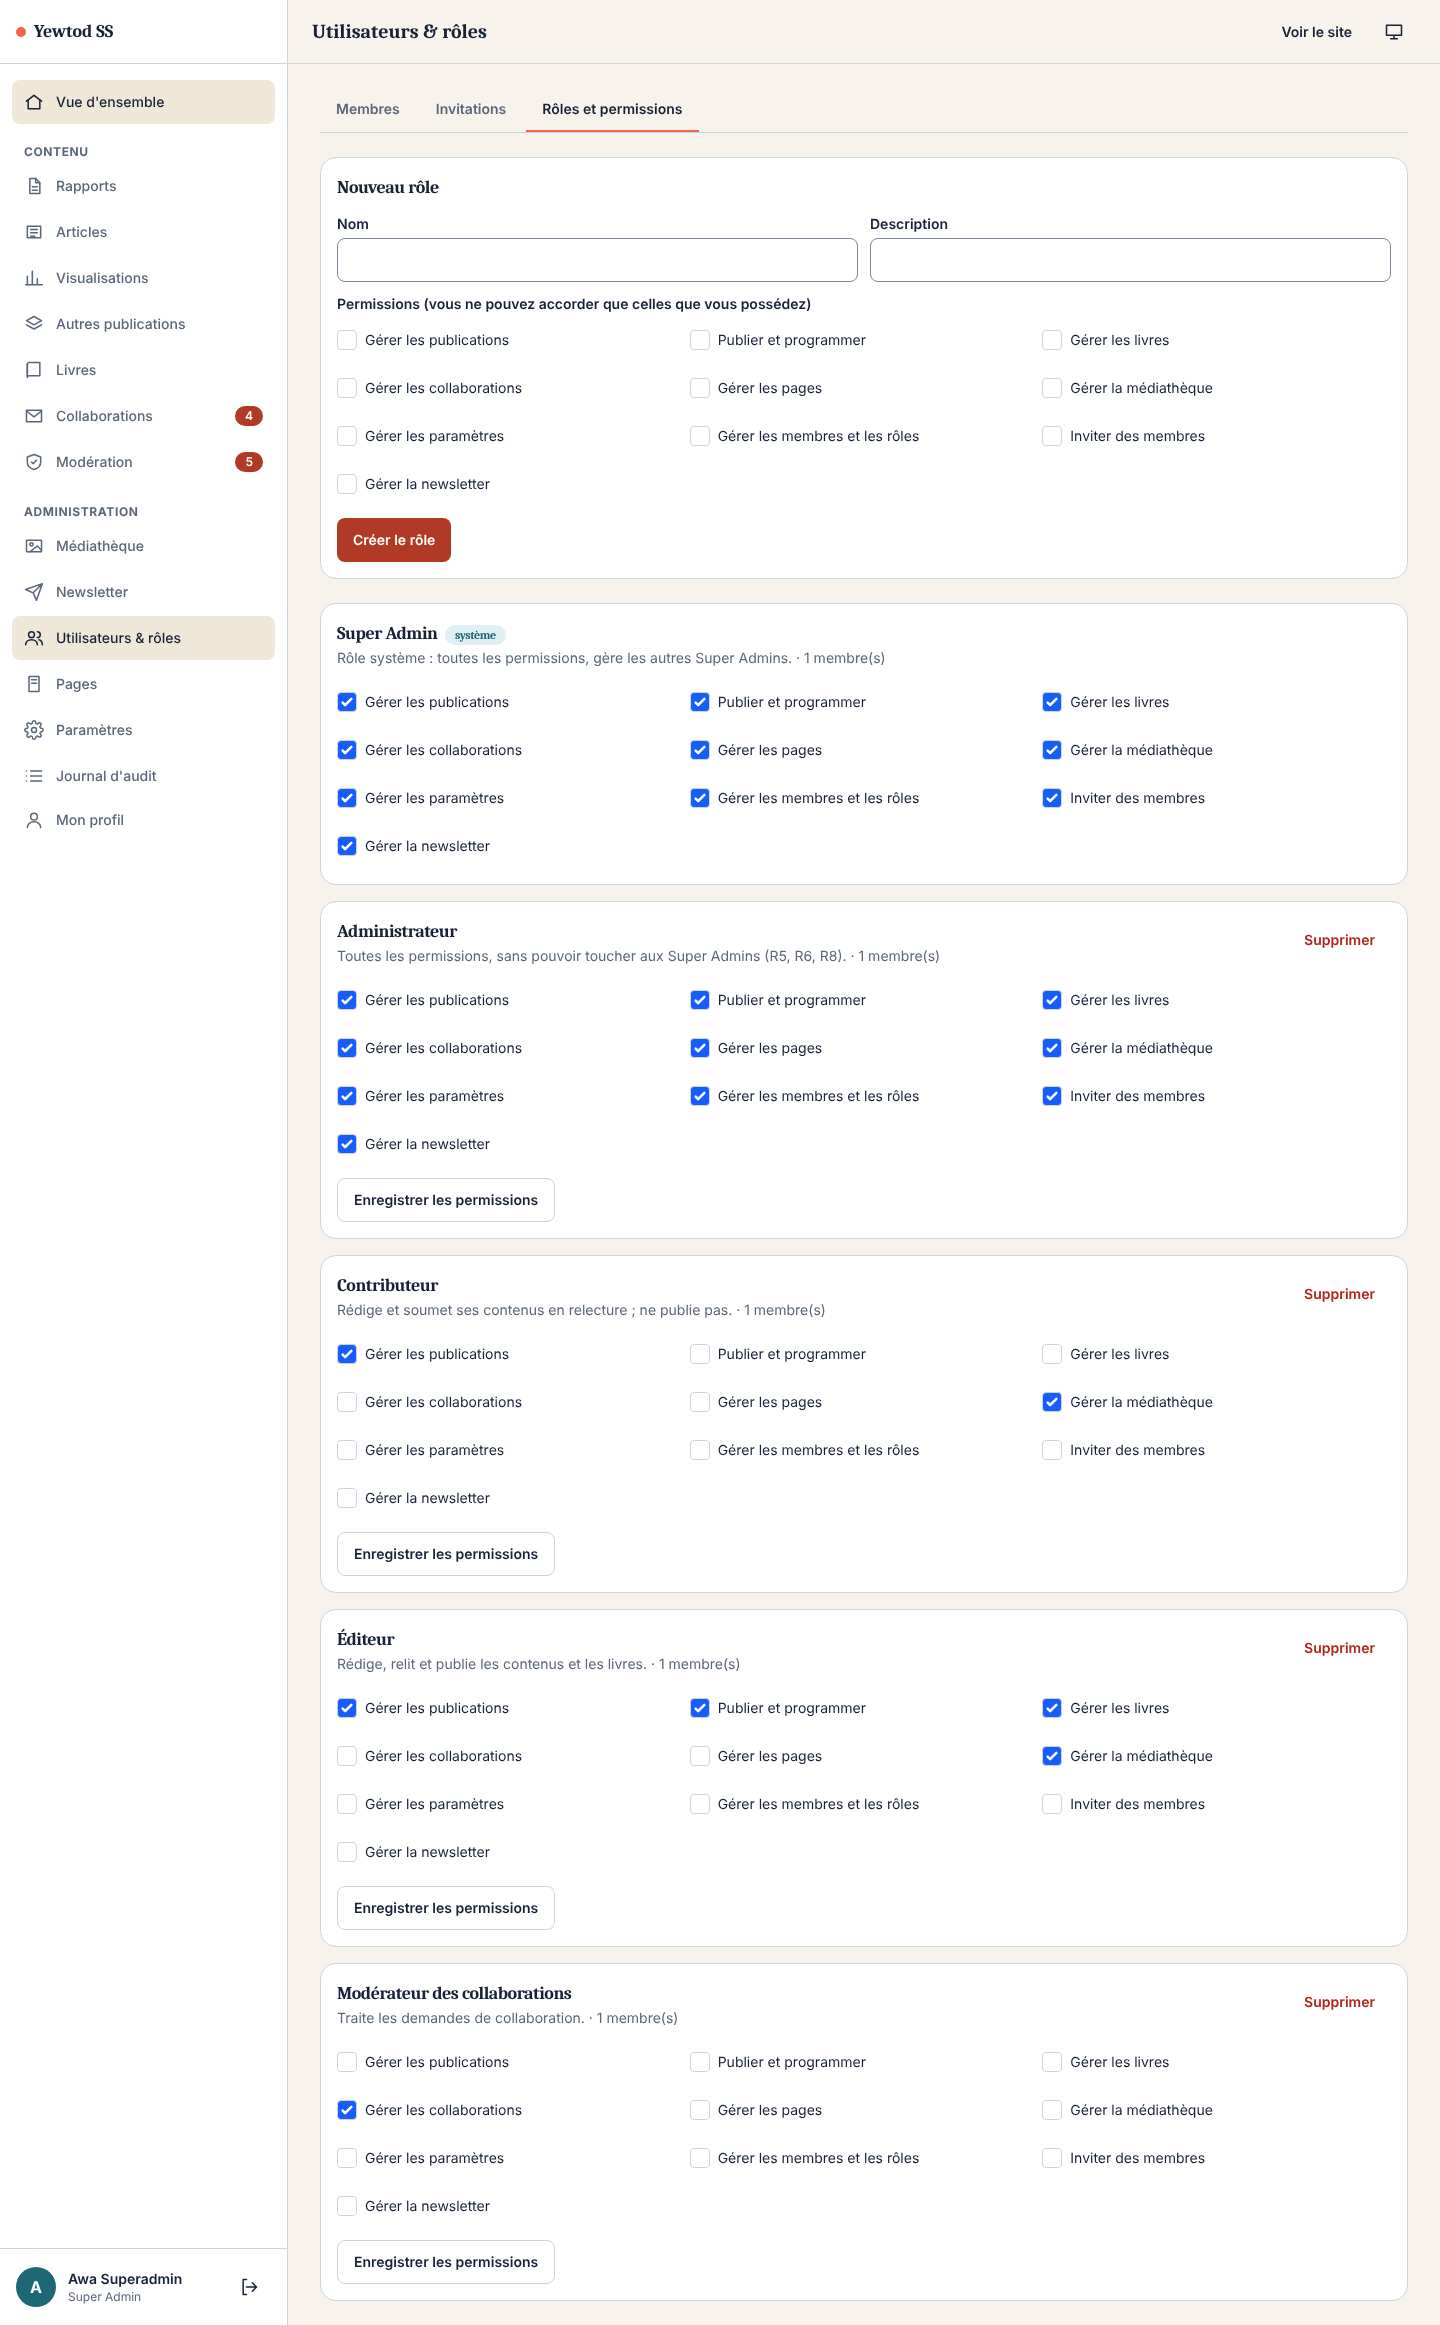 Yewtod SS
Vue d'ensemble
CONTENU
Rapports
Articles
Visualisations
Autres publications
Livres
Collaborations 4
Modération 5
ADMINISTRATION
Médiathèque
Newsletter
Utilisateurs & rôles
Pages
Paramètres
Journal d'audit
Mon profil
A
Awa Superadmin
Super Admin
Utilisateurs & rôles
Voir le site
Membres Invitations Rôles et permissions
Nouveau rôle
Nom Description
Permissions (vous ne pouvez accorder que celles que vous possédez)
Gérer les publications Publier et programmer Gérer les livres
Gérer les collaborations Gérer les pages Gérer la médiathèque
Gérer les paramètres Gérer les membres et les rôles Inviter des membres
Gérer la newsletter
Créer le rôle
Super Admin système
Rôle système : toutes les permissions, gère les autres Super Admins. · 1 membre(s)
Gérer les publications Publier et programmer Gérer les livres
Gérer les collaborations Gérer les pages Gérer la médiathèque
Gérer les paramètres Gérer les membres et les rôles Inviter des membres
Gérer la newsletter
Administrateur Supprimer
Toutes les permissions, sans pouvoir toucher aux Super Admins (R5, R6, R8). · 1 membre(s)
Gérer les publications Publier et programmer Gérer les livres
Gérer les collaborations Gérer les pages Gérer la médiathèque
Gérer les paramètres Gérer les membres et les rôles Inviter des membres
Gérer la newsletter
Enregistrer les permissions
Contributeur Supprimer
Rédige et soumet ses contenus en relecture ; ne publie pas. · 1 membre(s)
Gérer les publications Publier et programmer Gérer les livres
Gérer les collaborations Gérer les pages Gérer la médiathèque
Gérer les paramètres Gérer les membres et les rôles Inviter des membres
Gérer la newsletter
Enregistrer les permissions
Éditeur Supprimer
Rédige, relit et publie les contenus et les livres. · 1 membre(s)
Gérer les publications Publier et programmer Gérer les livres
Gérer les collaborations Gérer les pages Gérer la médiathèque
Gérer les paramètres Gérer les membres et les rôles Inviter des membres
Gérer la newsletter
Enregistrer les permissions
Modérateur des collaborations Supprimer
Traite les demandes de collaboration. · 1 membre(s)
Gérer les publications Publier et programmer Gérer les livres
Gérer les collaborations Gérer les pages Gérer la médiathèque
Gérer les paramètres Gérer les membres et les rôles Inviter des membres
Gérer la newsletter
Enregistrer les permissions